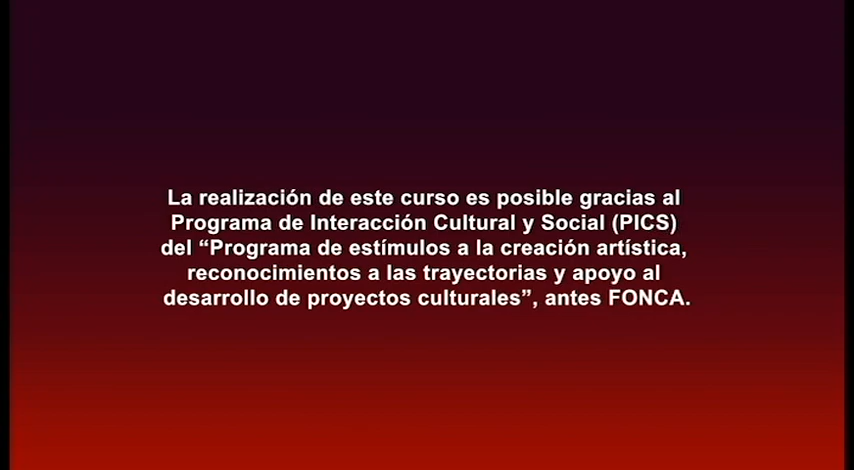 La realización de este curso es posible gracias al
Programa de Interacción Cultural y Social (PICS)
del “Programa de estímulos a la creación artística,
reconocimientos a las trayectorias y apoyo al
desarrollo de proyectos culturales”, antes FONCA.